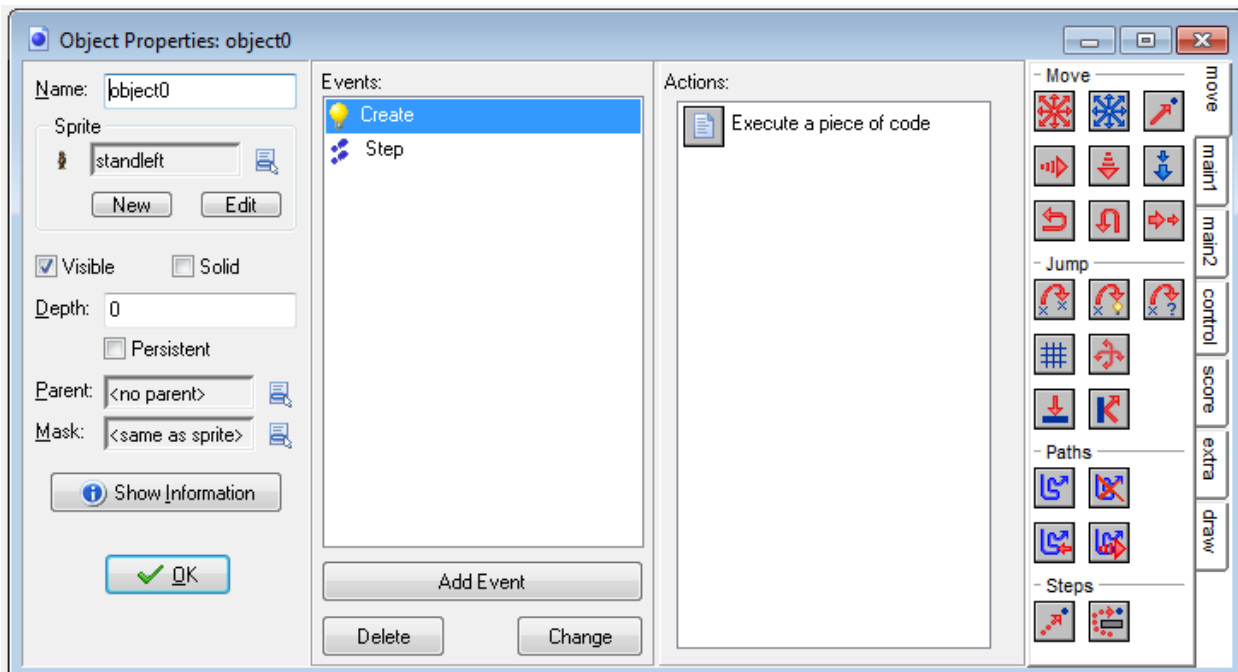 Object Properties: object0
Name: object0
Sprite
standleft
New Edit
Visible Solid
Depth: 0
Persistent
Parent: <no parent>
Mask: <same as sprite>
Show Information
OK
Events:
Create
Step
Add Event
Delete Change
Actions:
Execute a piece of code
Move
Jump
Paths
Steps
move
main1
main2
control
score
extra
draw